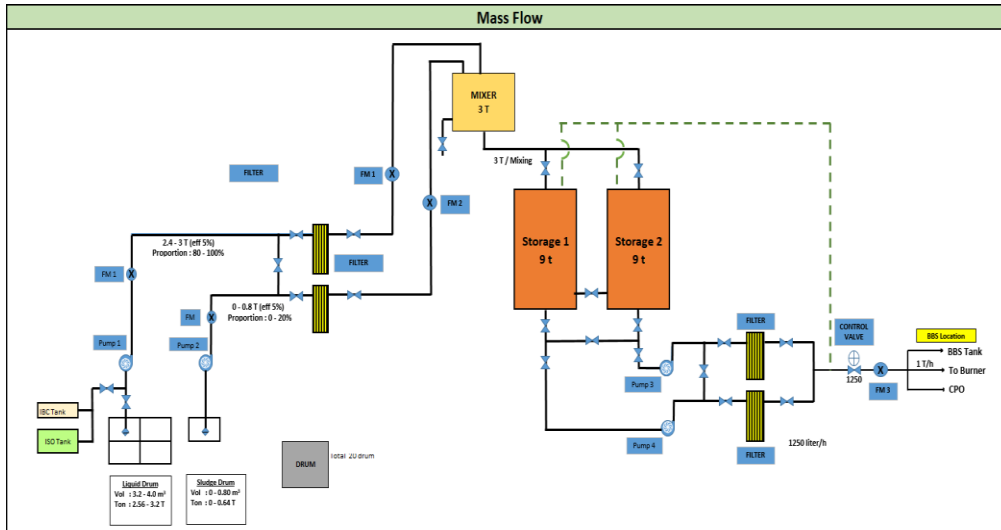 Mass Flow
MIXER
3 T
FM 1
FILTER
FM 2
3 T / Mixing
2.4 - 3 T (eff 5%)
Proportion : 80 - 100%
FILTER
FM 1
0 - 0.8 T (eff 5%)
Proportion : 0 - 20%
FM
Pump 1
Pump 2
Storage 1
9 t
Storage 2
9 t
FILTER
CONTROL
VALVE
BBS Location
BBS Tank
1 T/h
To Burner
CPO
1250
FM 3
Pump 3
Pump 4
FILTER
1250 liter/h
IBC Tank
ISO Tank
DRUM
Total 20 drum
Liquid Drum
Vol : 3.2 - 4.0 m³
Ton : 2.56 - 3.2 T
Sludge Drum
Vol : 0 - 0.80 m³
Ton : 0 - 0.64 T